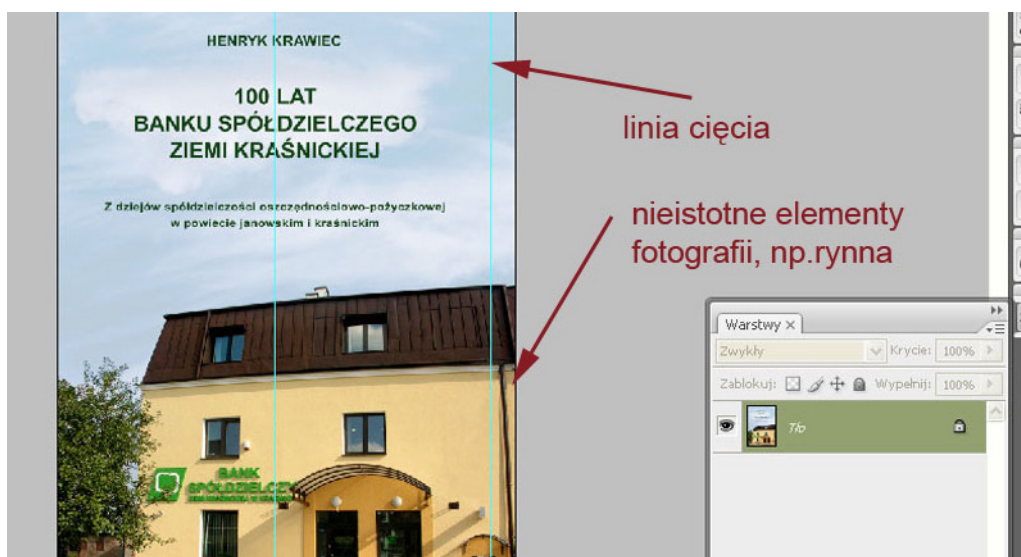 HENRYK KRAWIEC
100 LAT
BANKU SPÓŁDZIELCZEGO
ZIEMI KRAŚNICKIEJ
Z dziejów spółdzielczości oszczędnościowo-pożyczkowej
w powiecie janowskim i kraśnickim
linia cięcia
nieistotne elementy
fotografii, np.rynna
BANK
SPÓŁDZIELCZY
Warstwy ×
Zwykły
Krycie: 100%
Zablokuj:
Wypełnij: 100%
Tło